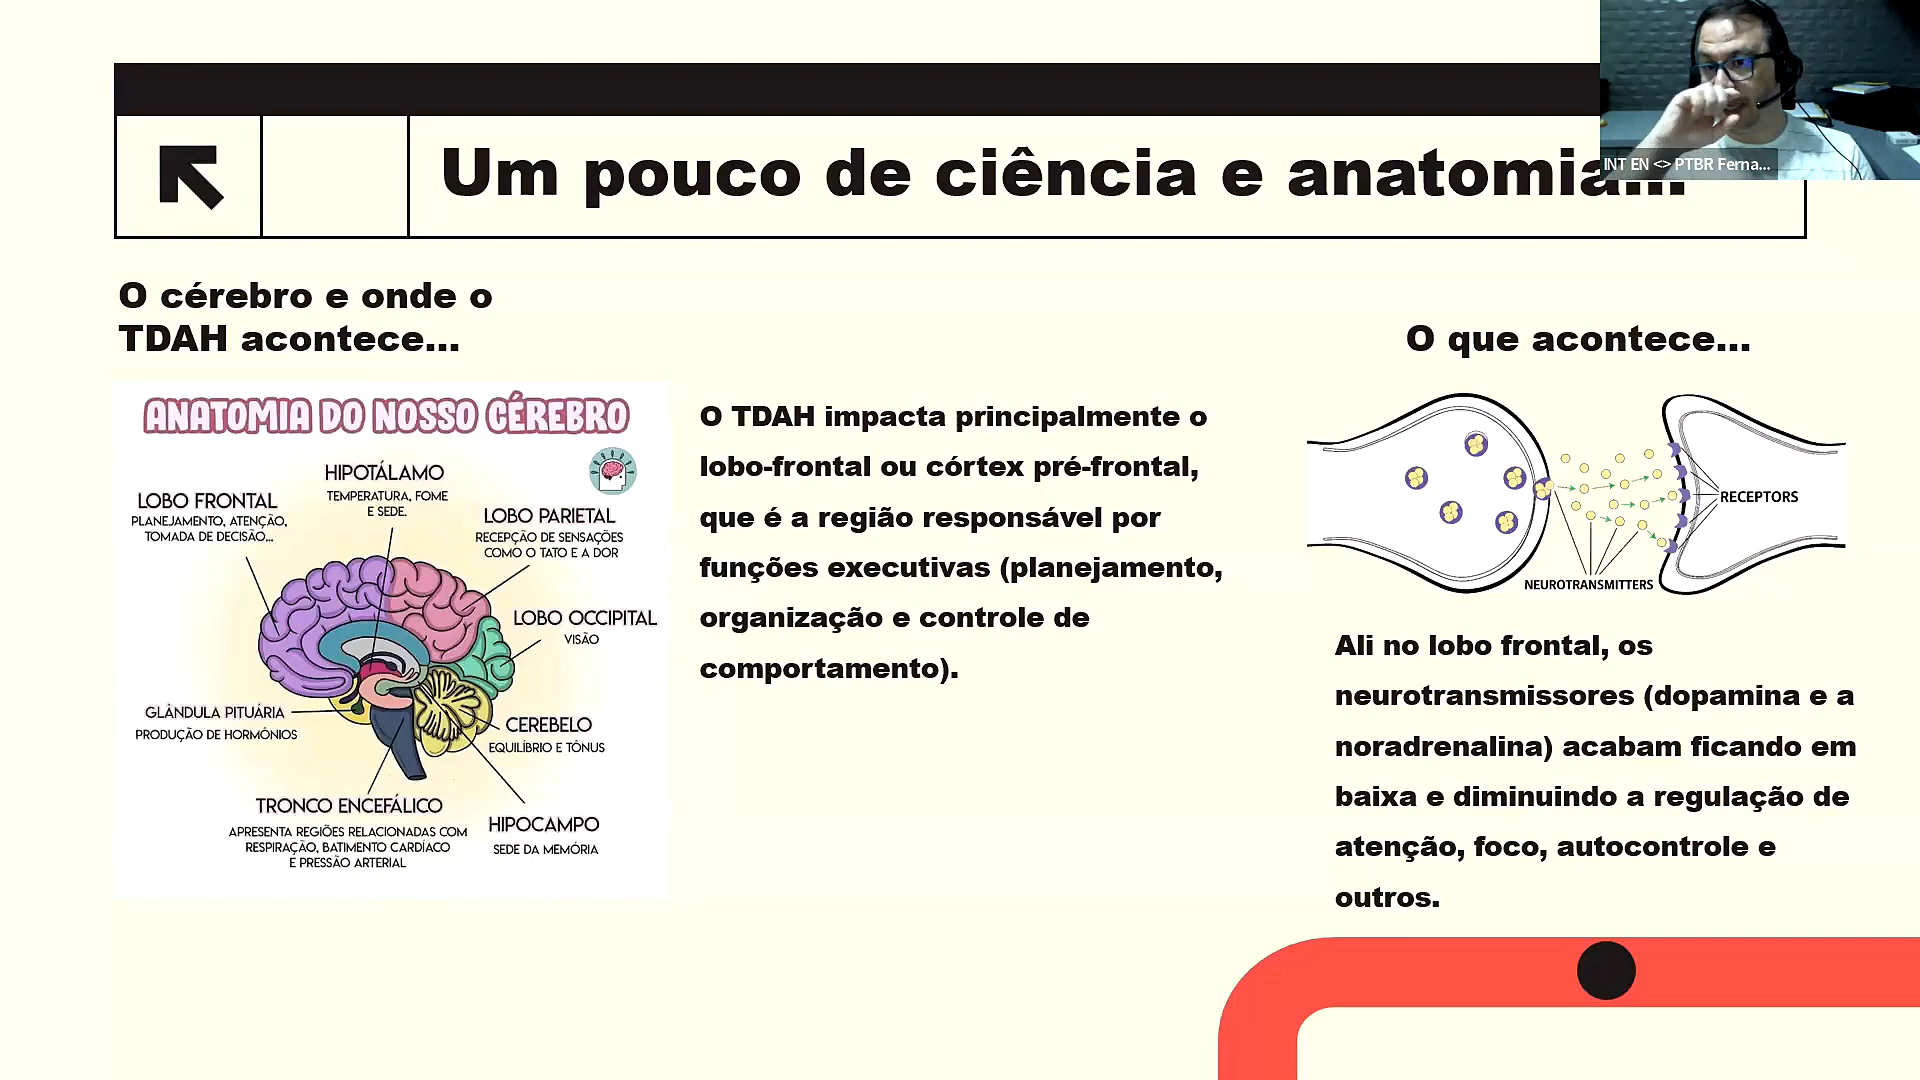 Um pouco de ciência e anatomia...
INT EN <> PTBR Ferna...
O cérebro e onde o
TDAH acontece...
ANATOMIA DO NOSSO CÉREBRO
HIPOTÁLAMO
TEMPERATURA, FOME
E SEDE.
LOBO FRONTAL
PLANEJAMENTO, ATENÇÃO,
TOMADA DE DECISÃO...
LOBO PARIETAL
RECEPÇÃO DE SENSAÇÕES
COMO O TATO E A DOR
LOBO OCCIPITAL
VISÃO
GLÂNDULA PITUÁRIA
PRODUÇÃO DE HORMÔNIOS
CEREBELO
EQUILÍBRIO E TÔNUS
TRONCO ENCEFÁLICO
APRESENTA REGIÕES RELACIONADAS COM
RESPIRAÇÃO, BATIMENTO CARDÍACO
E PRESSÃO ARTERIAL
HIPOCAMPO
SEDE DA MEMÓRIA
O TDAH impacta principalmente o
lobo-frontal ou córtex pré-frontal,
que é a região responsável por
funções executivas (planejamento,
organização e controle de
comportamento).
O que acontece...
RECEPTORS
NEUROTRANSMITTERS
Ali no lobo frontal, os
neurotransmissores (dopamina e a
noradrenalina) acabam ficando em
baixa e diminuindo a regulação de
atenção, foco, autocontrole e
outros.